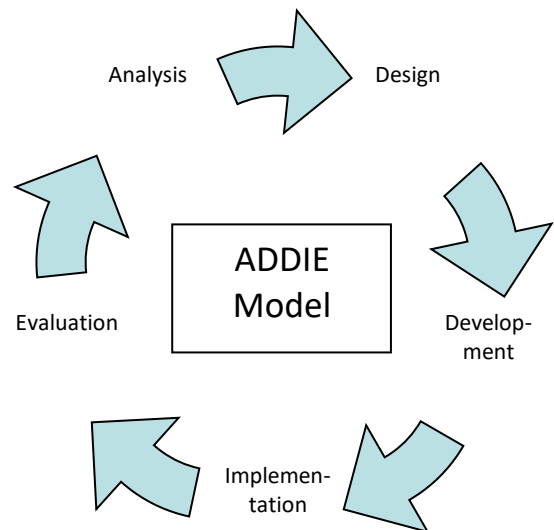 Analysis
Design
ADDIE
Model
Evaluation
Develop-
ment
Implemen-
tation